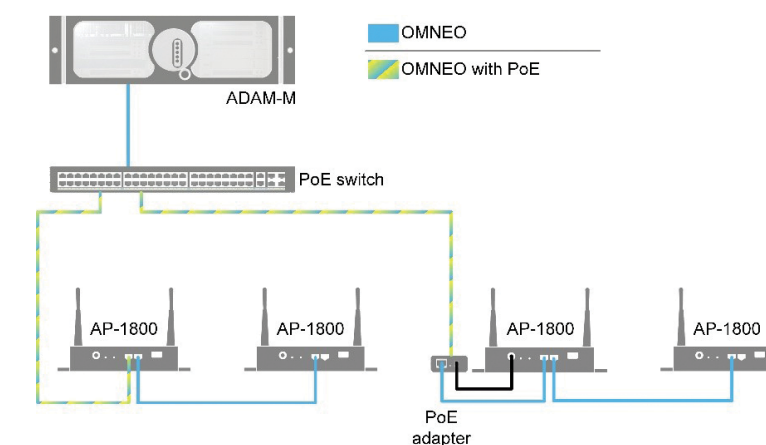 OMNEO
OMNEO with PoE
ADAM-M
PoE switch
AP-1800
AP-1800
AP-1800
AP-1800
PoE
adapter